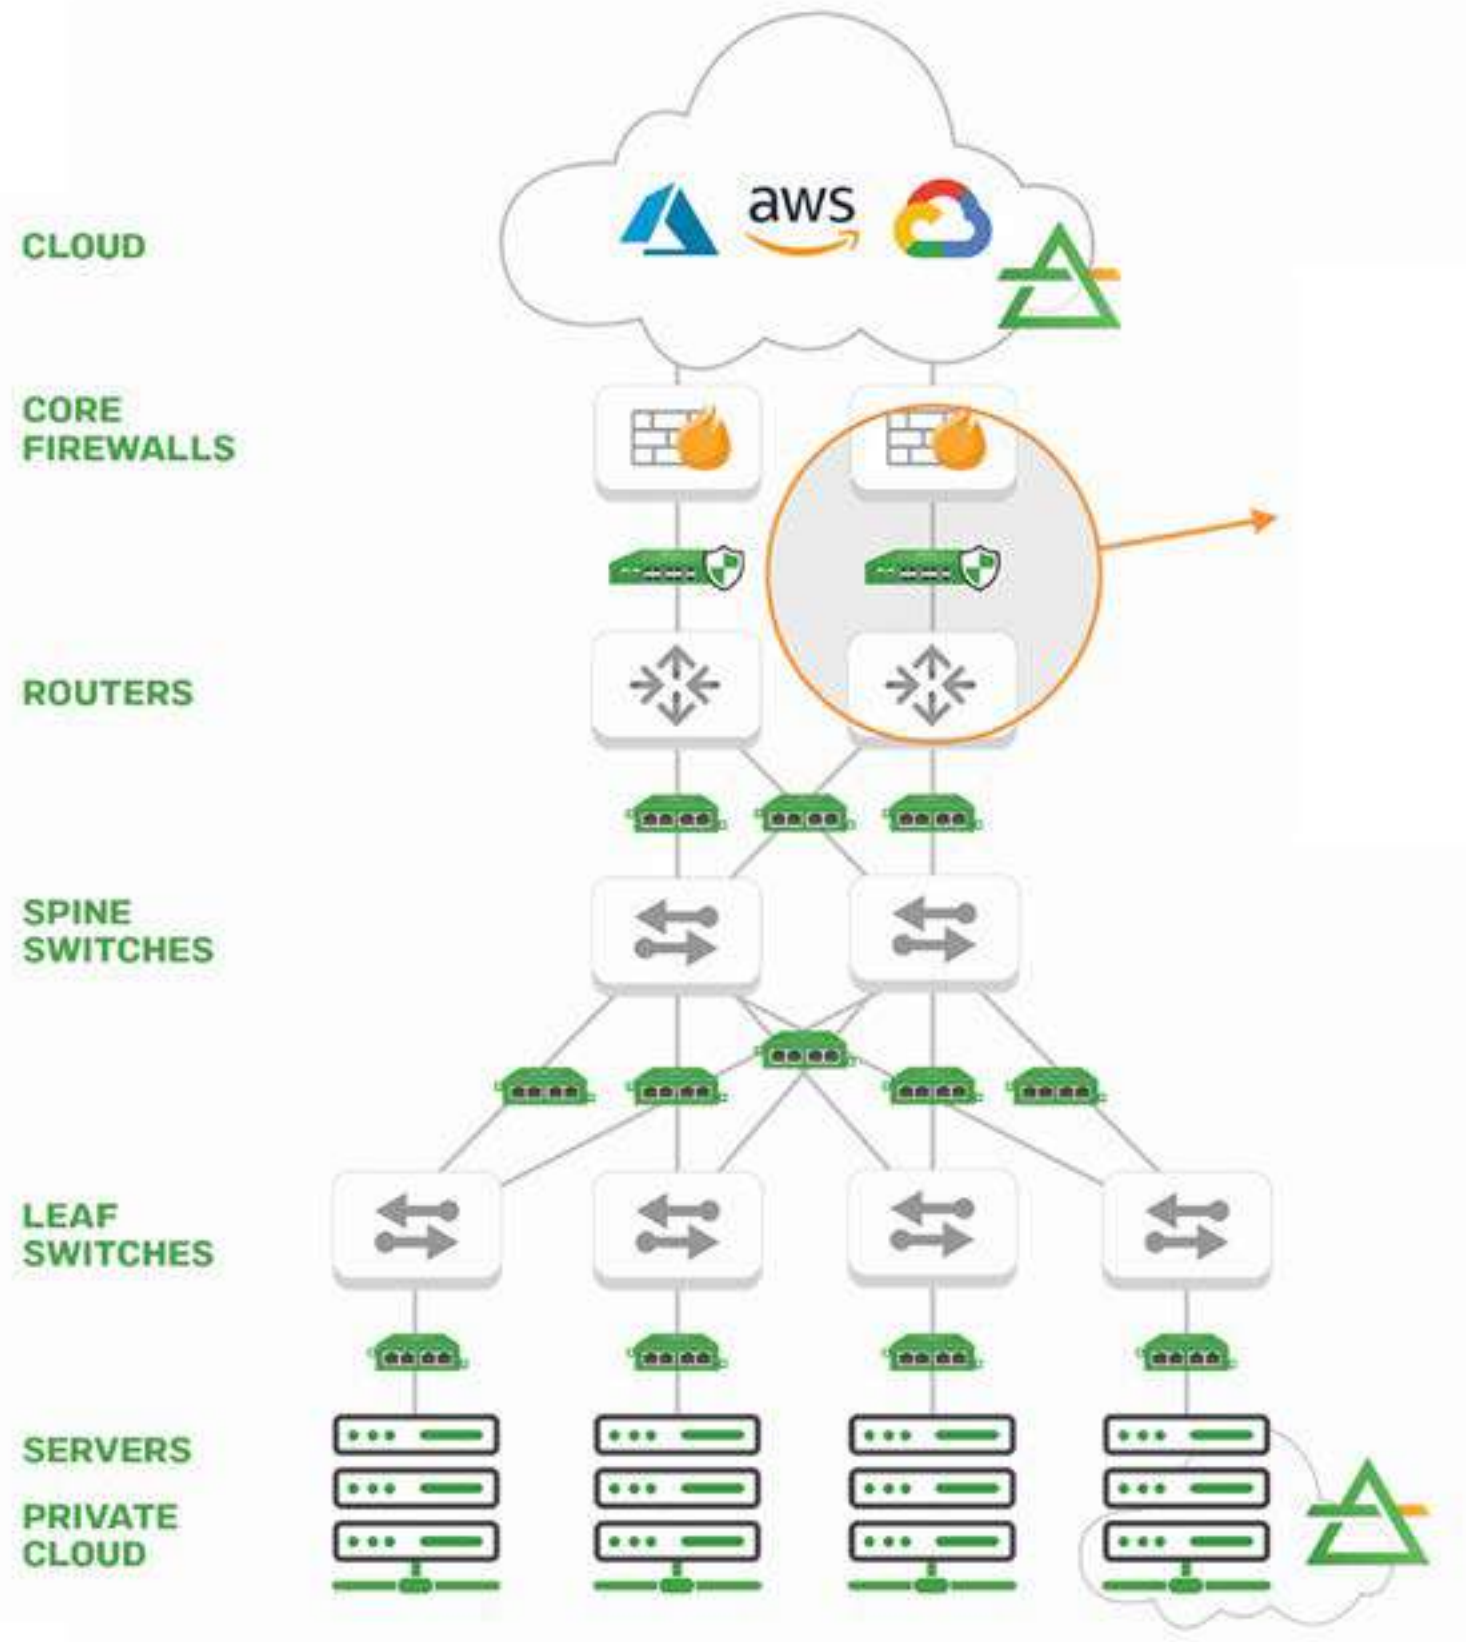 aws
CLOUD
CORE
FIREWALLS
ROUTERS
SPINE
SWITCHES
LEAF
SWITCHES
SERVERS
PRIVATE
CLOUD